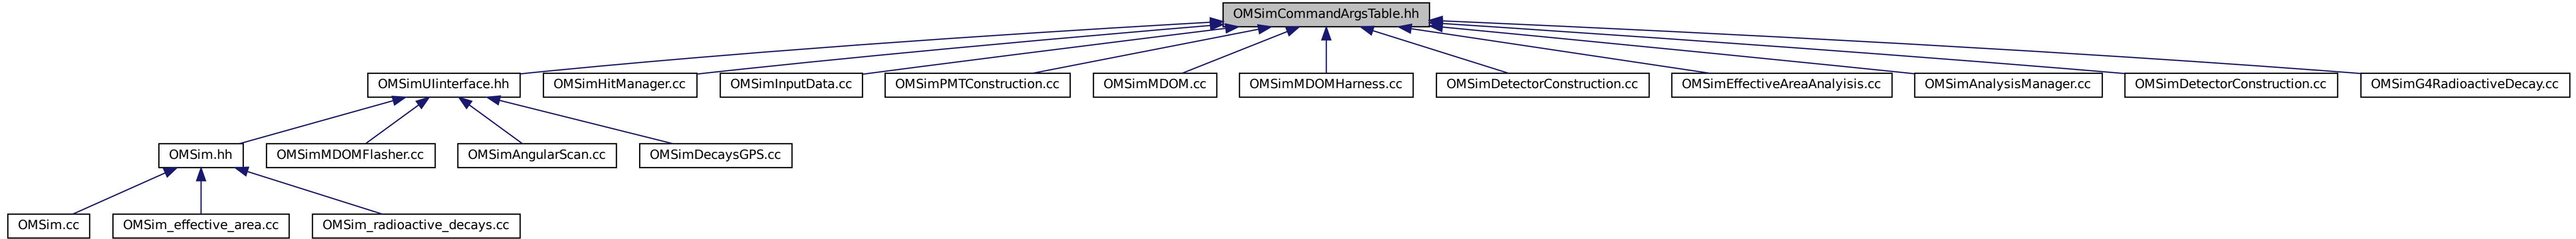 OMSimCommandArgsTable.hh
OMSimUIinterface.hh
OMSimHitManager.cc
OMSimInputData.cc
OMSimPMTConstruction.cc
OMSimMDOM.cc
OMSimMDOMHarness.cc
OMSimDetectorConstruction.cc
OMSimEffectiveAreaAnalyisis.cc
OMSimAnalysisManager.cc
OMSimDetectorConstruction.cc
OMSimG4RadioactiveDecay.cc
OMSim.hh
OMSimMDOMFlasher.cc
OMSimAngularScan.cc
OMSimDecaysGPS.cc
OMSim.cc
OMSim_effective_area.cc
OMSim_radioactive_decays.cc